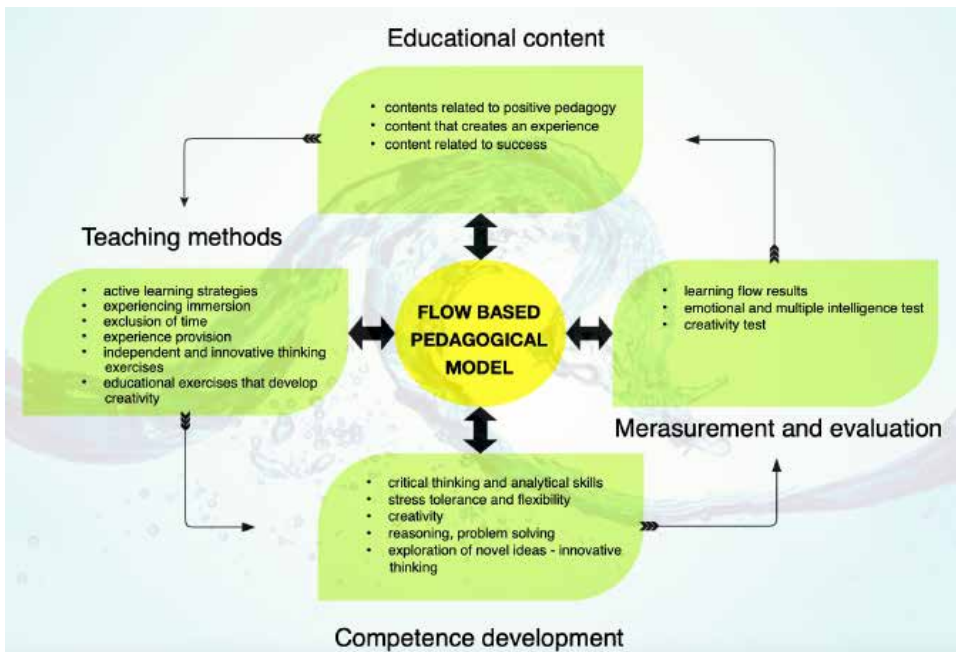 Educational content
• contents related to positive pedagogy
• content that creates an experience
• content related to success
Teaching methods
• active learning strategies
• experiencing immersion
• exclusion of time
• experience provision
• independent and innovative thinking
exercises
• educational exercises that develop
creativity
FLOW BASED
PEDAGOGICAL
MODEL
• learning flow results
• emotional and multiple intelligence test
• creativity test
Merasurement and evaluation
• critical thinking and analytical skills
• stress tolerance and flexibility
• creativity
• reasoning, problem solving
• exploration of novel ideas - innovative
thinking
Competence development